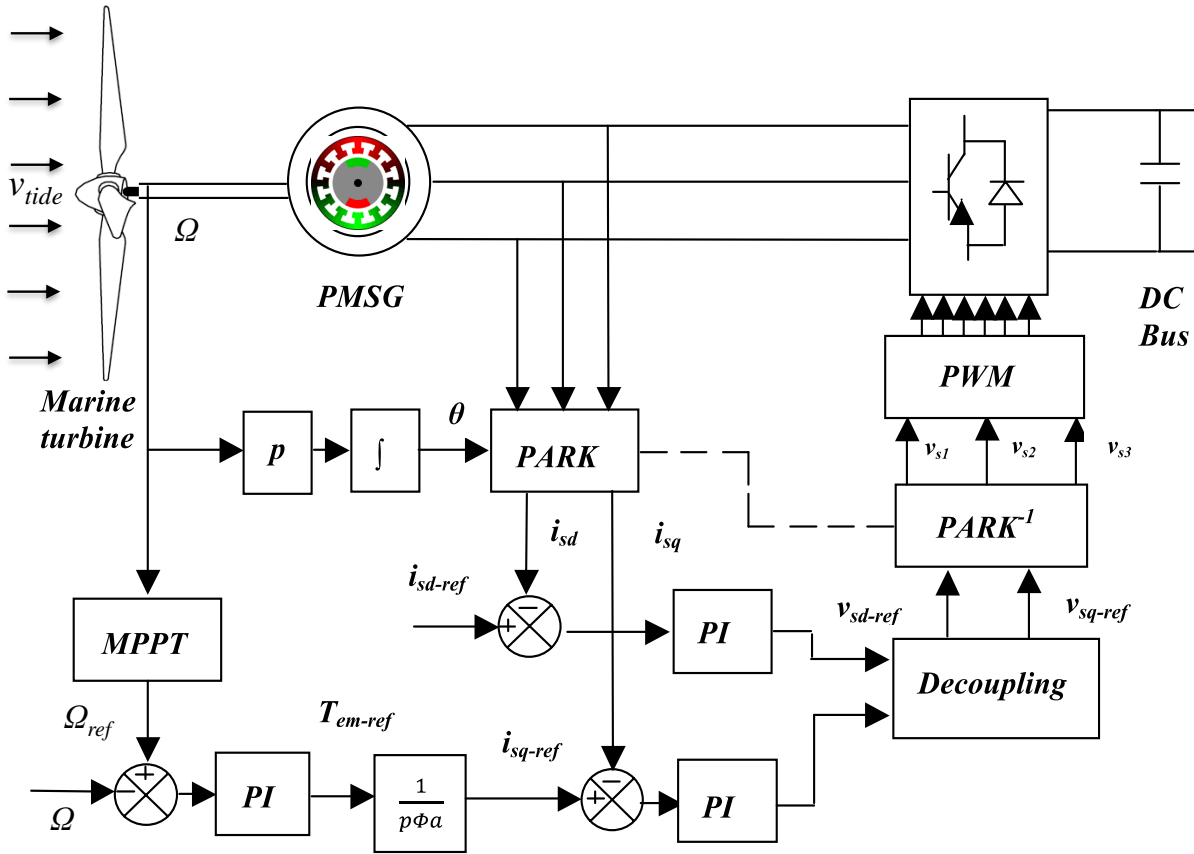 v_tide
Ω
PMSG
DC
Bus
PWM
Marine
turbine
p
∫
θ
PARK
v_s1
v_s2
v_s3
PARK^-1
i_sd
i_sq
i_sd-ref
−
+
PI
v_sd-ref
v_sq-ref
MPPT
Decoupling
Ω_ref
T_em-ref
i_sq-ref
+
−
Ω
PI
1
pΦa
−
+
PI